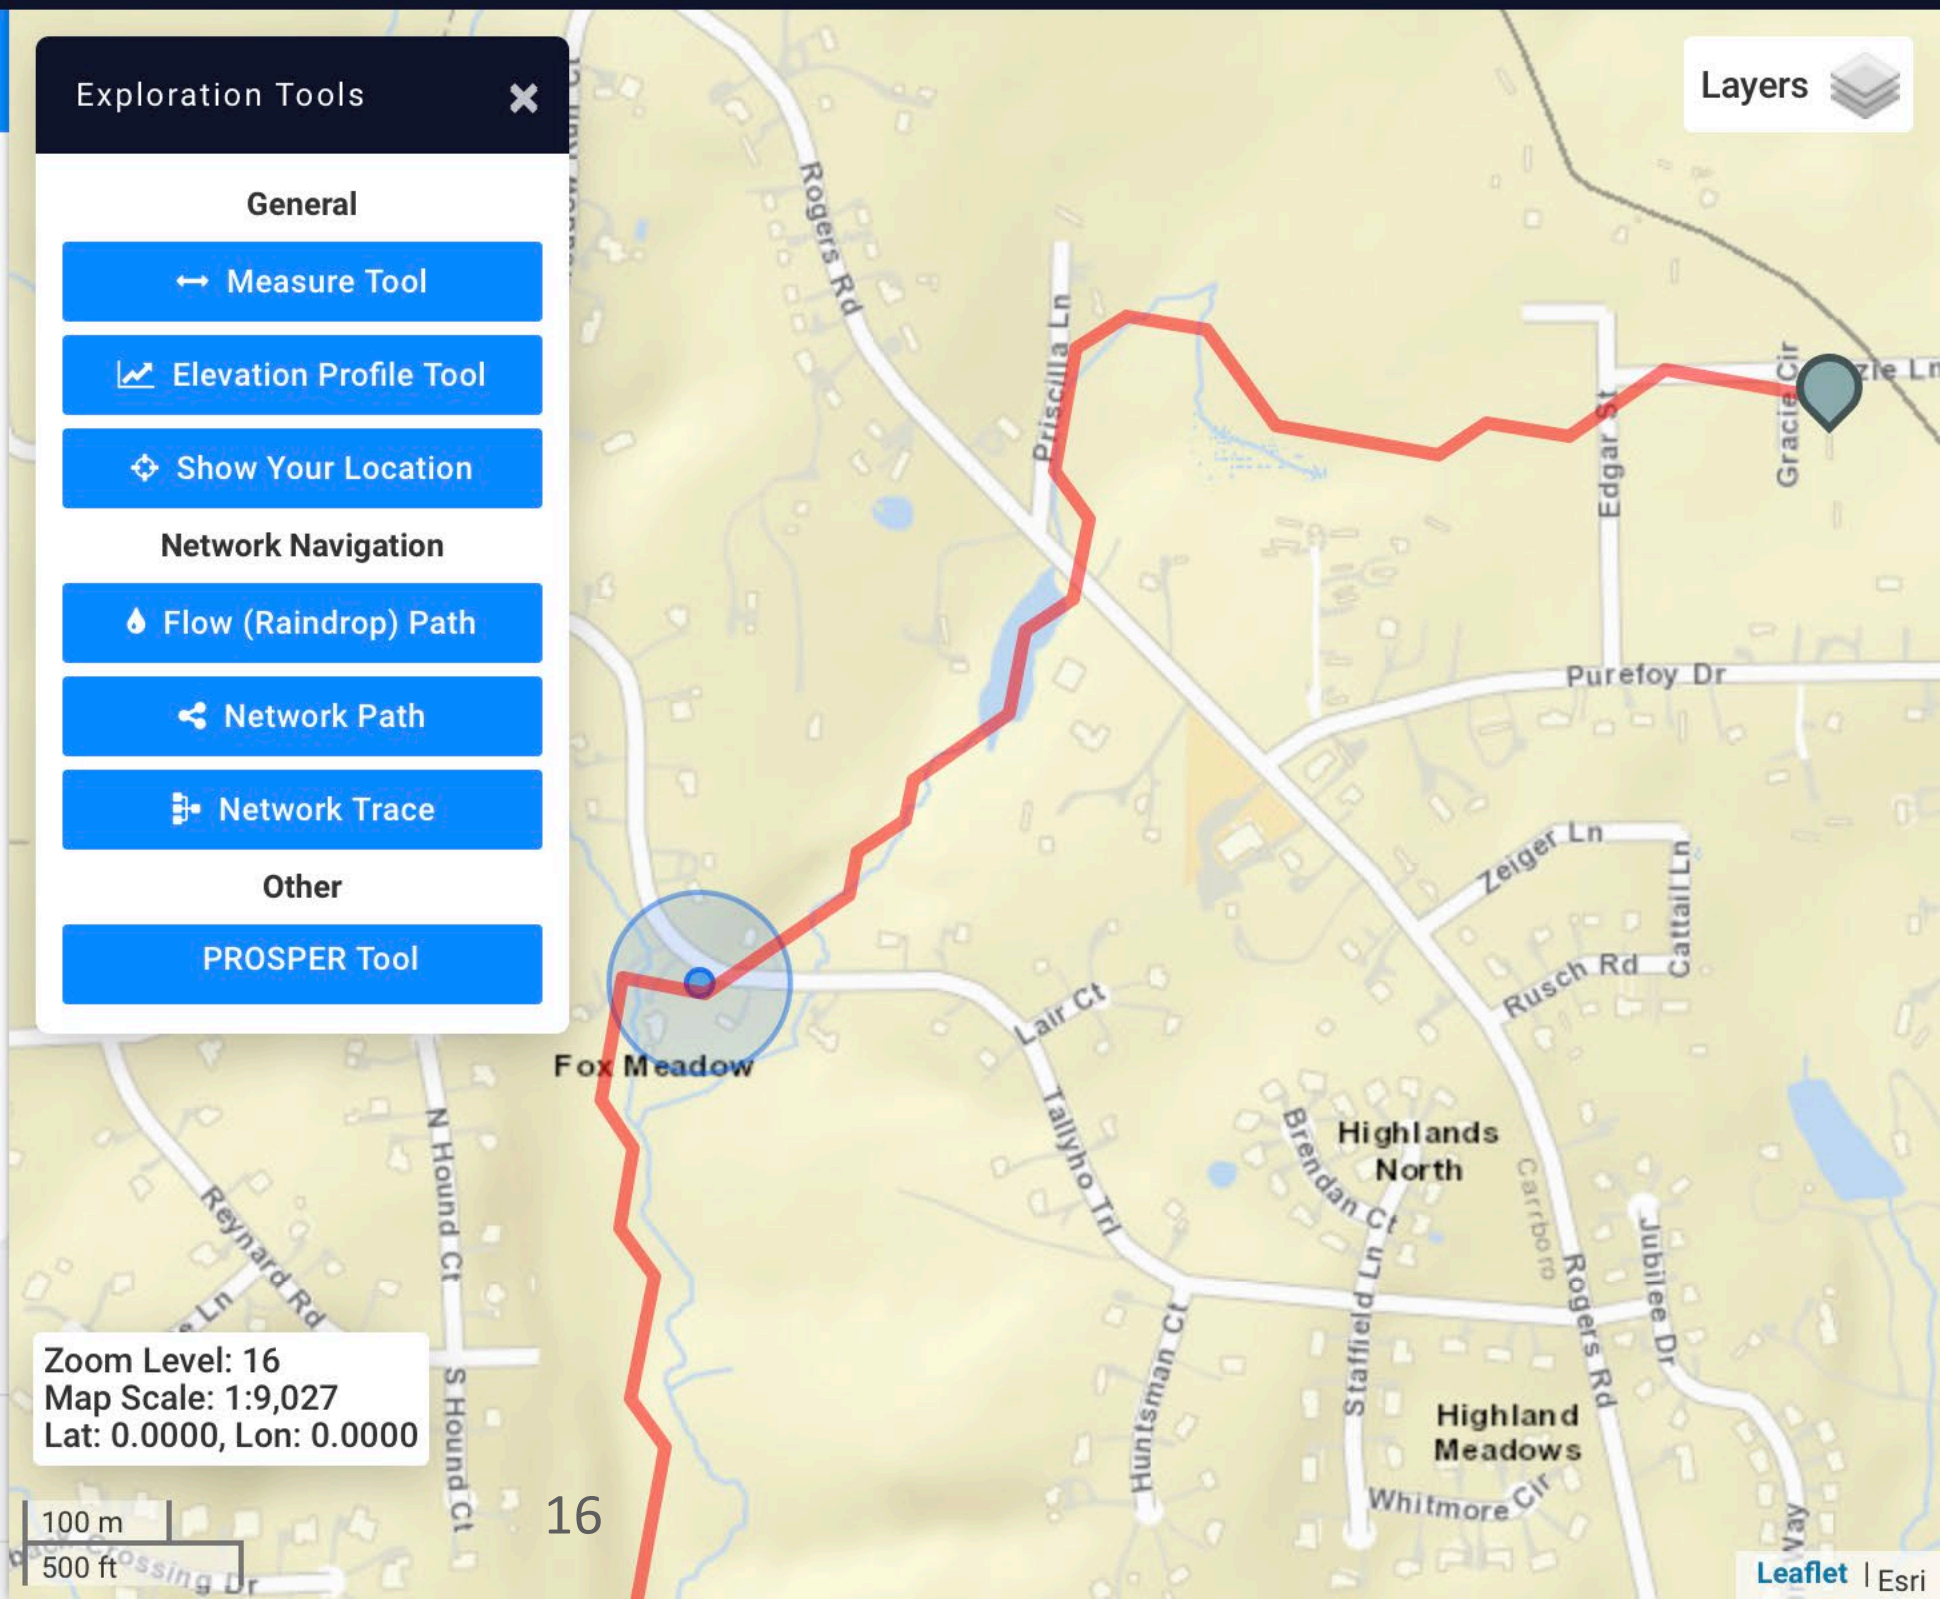 Exploration Tools
General
Measure Tool
Elevation Profile Tool
Show Your Location
Network Navigation
Flow (Raindrop) Path
Network Path
Network Trace
Other
PROSPER Tool
Layers
Rogers Rd
Priscilla Ln
Edgar St
Gracie Cir
Purefoy Dr
Zeiger Ln
Cattail Ln
Rusch Rd
Lair Ct
Fox Meadow
Tallyho Trl
Brendan Ct
Highlands
North
Carrboro
N Hound Ct
Reynard Rd
Ln
Staffield Ln
Rogers Rd
Jubilee Dr
Huntsman Ct
Highland
Meadows
Whitmore Cir
S Hound Ct
Way
Zoom Level: 16
Map Scale: 1:9,027
Lat: 0.0000, Lon: 0.0000
16
100 m
500 ft
Crossing Dr
Leaflet | Esri